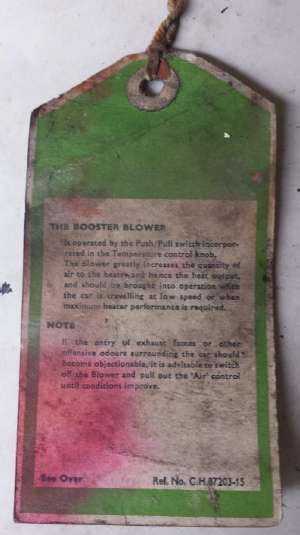 THE BOOSTER BLOWER
Is operated by the Push/Pull switch incorpor-
rated in the Temperature control knob.
The blower greatly increases the quantity of
air to the heater and hence the heat output,
and should be brought into operation when
the car is travelling at low speed or when
maximum heater performance is required.
NOTE
If the entry of exhaust fumes or other
offensive odours surrounding the car should
become objectionable, it is advisable to switch
off the Blower and pull out the 'Air' control
until conditions improve.
See Over
Ref. No. C.H.87203-15